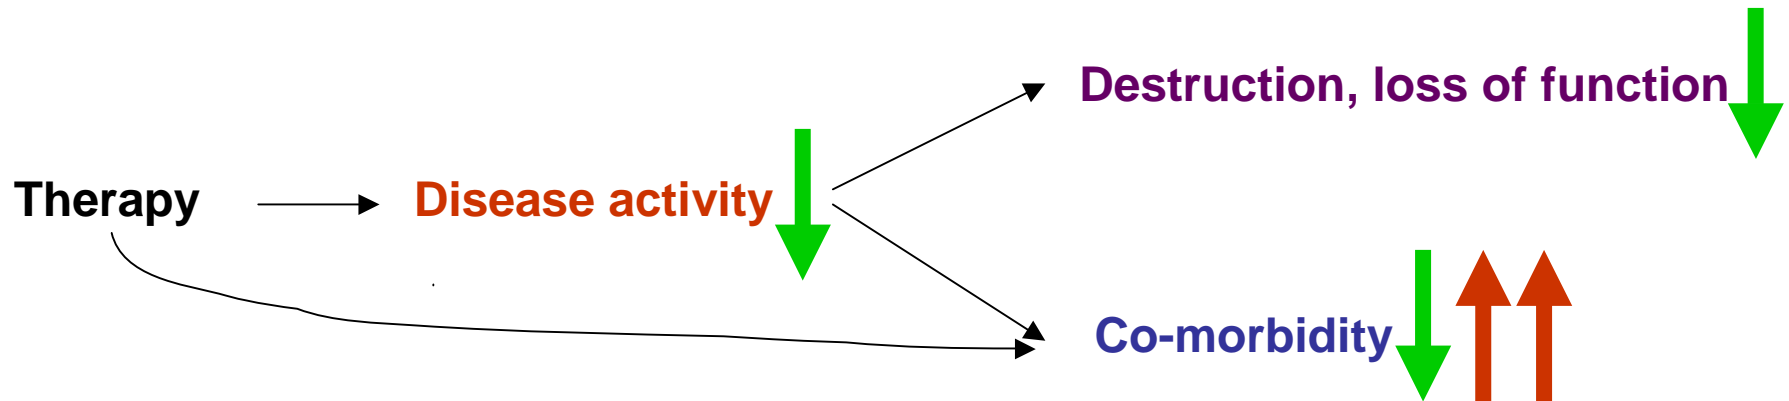 Destruction, loss of function
Therapy
Disease activity
Co-morbidity